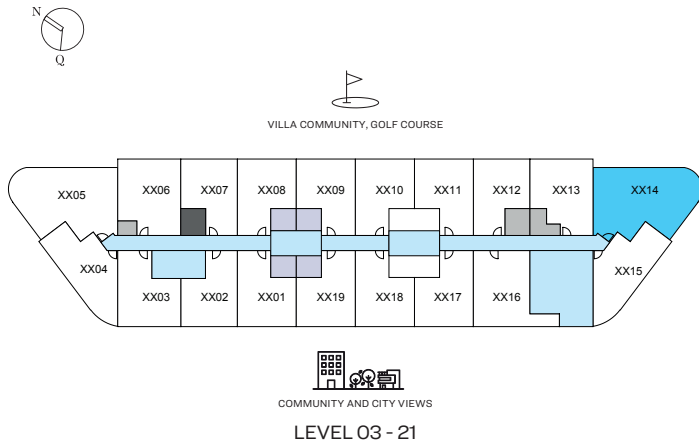 N
Q
VILLA COMMUNITY, GOLF COURSE
XX05
XX06
XX07
XX08
XX09
XX10
XX11
XX12
XX13
XX14
XX04
XX03
XX02
XX01
XX19
XX18
XX17
XX16
XX15
COMMUNITY AND CITY VIEWS
LEVEL 03 - 21